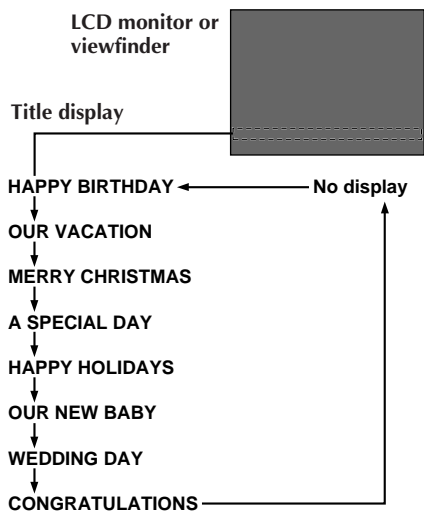 LCD monitor or
viewfinder
Title display
HAPPY BIRTHDAY
No display
OUR VACATION
MERRY CHRISTMAS
A SPECIAL DAY
HAPPY HOLIDAYS
OUR NEW BABY
WEDDING DAY
CONGRATULATIONS